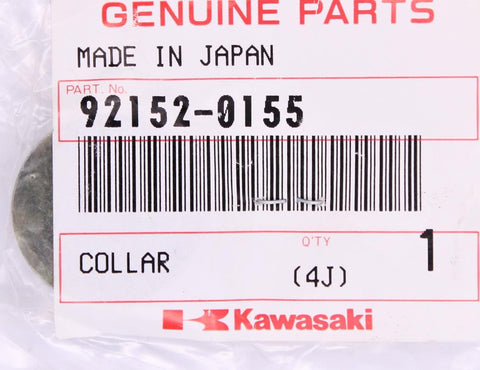 GENUINE PARTS
MADE IN JAPAN
PART. No.
92152-0155
Q'TY
COLLAR 1
(4J)
Kawasaki